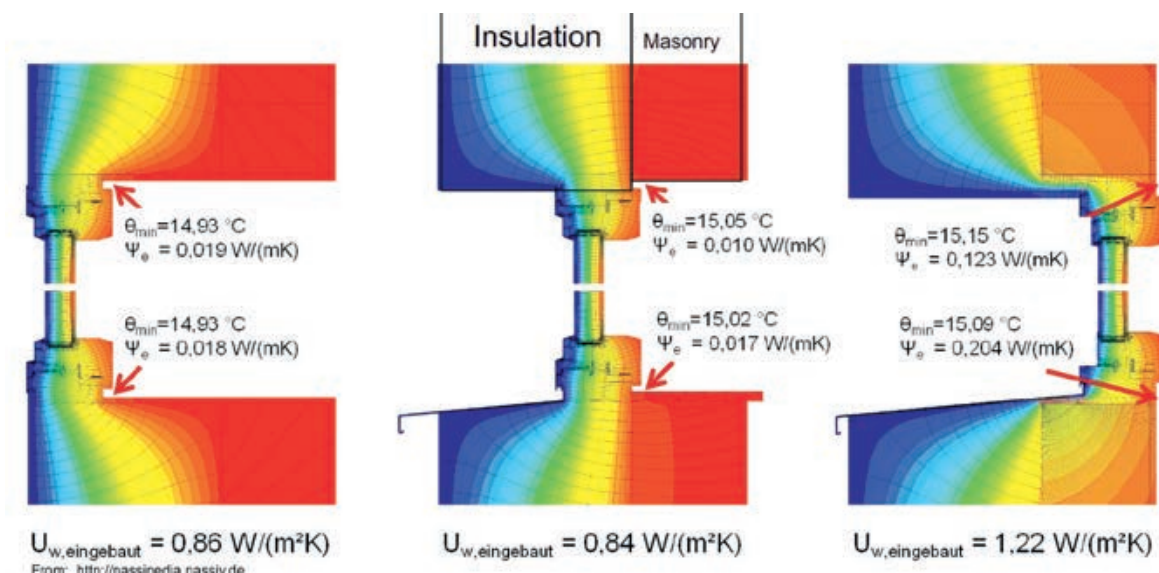 Insulation
Masonry
θmin=14,93 °C
Ψe = 0,019 W/(mK)
θmin=15,05 °C
Ψe = 0,010 W/(mK)
θmin=15,15 °C
Ψe = 0,123 W/(mK)
θmin=14,93 °C
Ψe = 0,018 W/(mK)
θmin=15,02 °C
Ψe = 0,017 W/(mK)
θmin=15,09 °C
Ψe = 0,204 W/(mK)
Uw,eingebaut = 0,86 W/(m²K)
Uw,eingebaut = 0,84 W/(m²K)
Uw,eingebaut = 1,22 W/(m²K)
From: http://passipedia.passiv.de